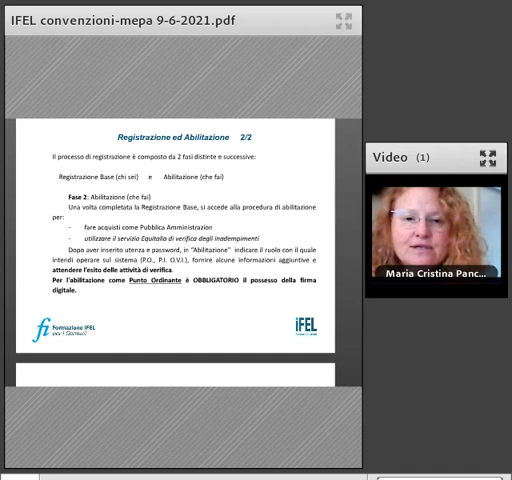 IFEL convenzioni-mepa 9-6-2021.pdf
Registrazione ed Abilitazione 2/2
Il processo di registrazione è composto da 2 fasi distinte e successive:
Registrazione Base (chi sei) e Abilitazione (che fai)
Fase 2: Abilitazione (che fai)
Una volta completata la Registrazione Base, si accede alla procedura di abilitazione
per:
- fare acquisti come Pubblica Amministrazion
- utilizzare il servizio Equitalia di verifica degli inadempimenti
Dopo aver inserito utenza e password, in "Abilitazione" indicare il ruolo con il quale
intendi operare sul sistema (P.O., P.I. O.V.I.), fornire alcune informazioni aggiuntive e
attendere l'esito delle attività di verifica.
Per l'abilitazione come Punto Ordinante è OBBLIGATORIO il possesso della firma
digitale.
Formazione IFEL
per i Comuni
iFEL
Video (1)
Maria Cristina Panc...